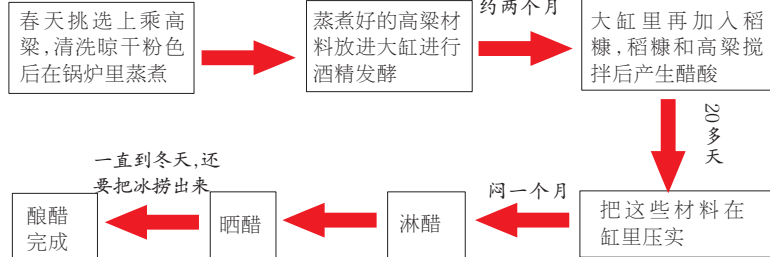 春天挑选上乘高
粱,清洗晾干粉色
后在锅炉里蒸煮
蒸煮好的高粱材
料放进大缸进行
酒精发酵
约两个月
大缸里再加入稻
糠,稻糠和高粱搅
拌后产生醋酸
20多天
把这些材料在
缸里压实
闷一个月
淋醋
晒醋
一直到冬天,还
要把冰捞出来
酿醋
完成